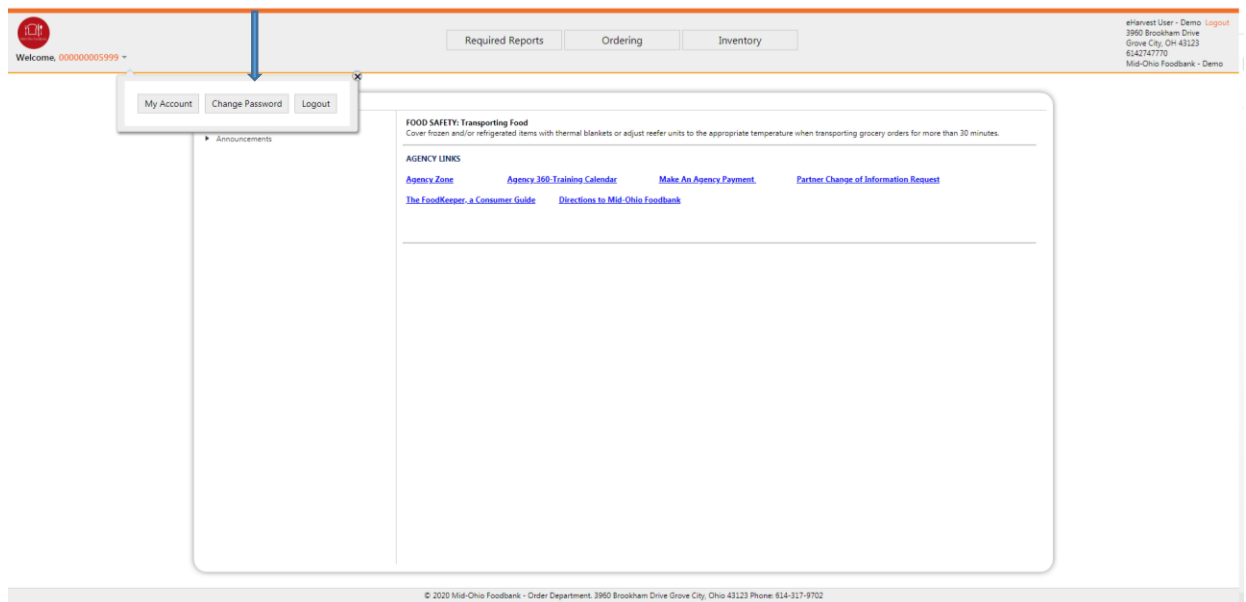 Welcome, 000000005999
Required Reports
Ordering
Inventory
eHarvest User - Demo Logout
3960 Brookham Drive
Grove City, OH 43123
6142747770
Mid-Ohio Foodbank - Demo
My Account
Change Password
Logout
Announcements
FOOD SAFETY: Transporting Food
Cover frozen and/or refrigerated items with thermal blankets or adjust reefer units to the appropriate temperature when transporting grocery orders for more than 30 minutes.
AGENCY LINKS
Agency Zone Agency 360-Training Calendar Make An Agency Payment Partner Change of Information Request
The FoodKeeper, a Consumer Guide Directions to Mid-Ohio Foodbank
© 2020 Mid-Ohio Foodbank - Order Department. 3960 Brookham Drive Grove City, Ohio 43123 Phone: 614-317-9702